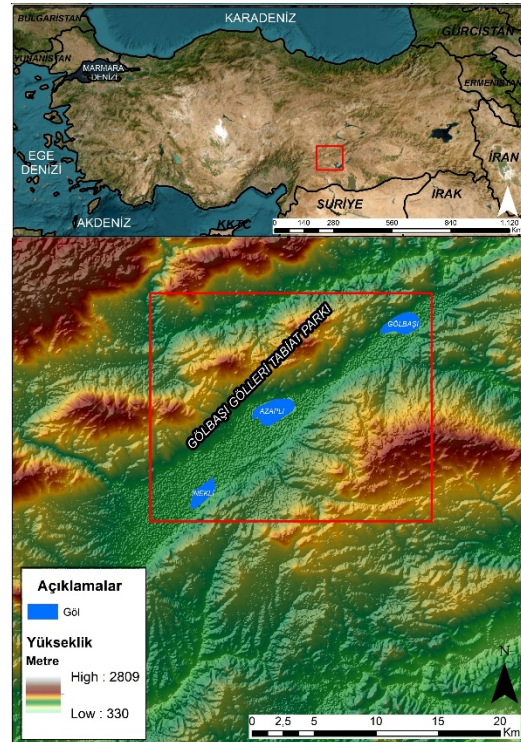 KARADENİZ
BULGARİSTAN
GÜRCİSTAN
YUNANİSTAN
MARMARA
DENİZİ
ERMENİSTAN
EGE
DENİZİ
İRAN
SURİYE
IRAK
AKDENİZ
KKTC
0 140 280 560 840 1.120
Km
GÖLBAŞI
GÖLBAŞI GÖLLERİ TABİAT PARKI
AZAPLI
İNEKLİ
Açıklamalar
Göl
Yükseklik
Metre
High : 2809
Low : 330
N
0 2,5 5 10 15 20
Km